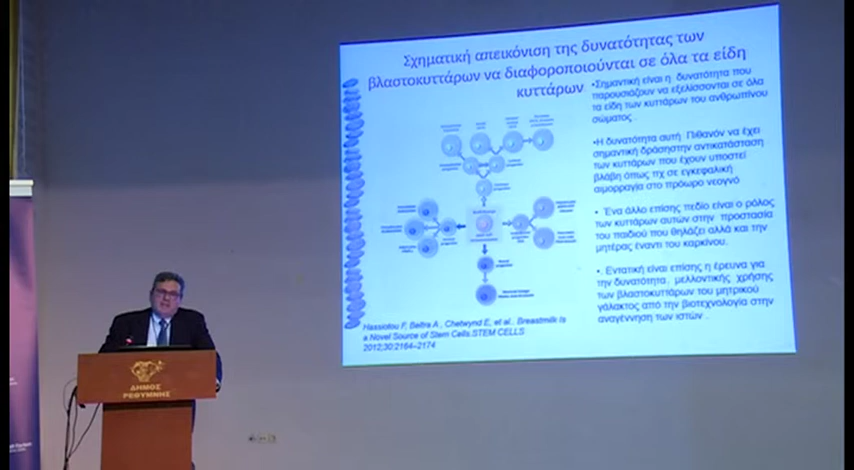 Σχηματική απεικόνιση της δυνατότητας των
βλαστοκυττάρων να διαφοροποιούνται σε όλα τα είδη
κυττάρων
•Σημαντική είναι η δυνατότητα που
παρουσιάζουν να εξελίσσονται σε όλα
τα είδη των κυττάρων του ανθρωπίνου
σώματος .
•Η δυνατότητα αυτή Πιθανόν να έχει
σημαντική δράσηστην αντικατάσταση
των κυττάρων που έχουν υποστεί
βλάβη όπως πχ σε εγκεφαλική
αιμορραγία στο πρόωρο νεογνό
• Ένα άλλο επίσης πεδίο είναι ο ρόλος
των κυττάρων αυτών στην προστασία
του παιδιού που θηλάζει αλλά και την
μητέρας έναντι του καρκίνου.
•. Εντατική είναι επίσης η έρευνα για
την δυνατότητα, μελλοντικής χρήσης
των βλαστοκυττάρων του μητρικού
γάλακτος από την βιοτεχνολογία στην
αναγέννηση των ιστών .
Hassiotou F, Beltra A , Chetwynd E, et al., Breastmilk Is
a Novel Source of Stem Cells.STEM CELLS
2012;30:2164–2174
ΔΗΜΟΣ
ΡΕΘΥΜΝΗΣ